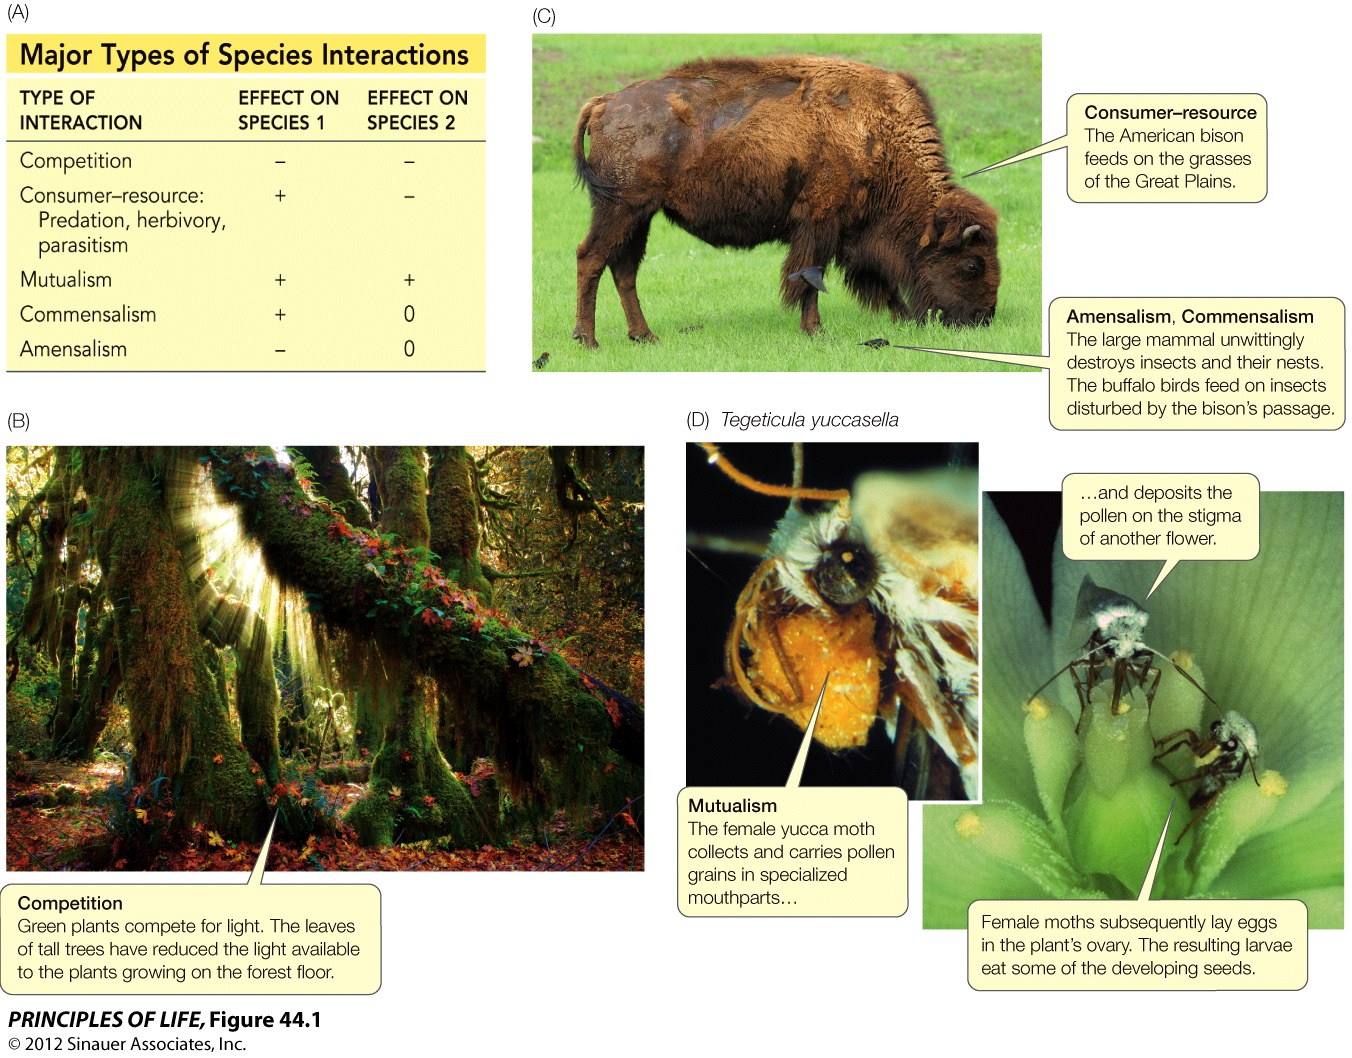 (A)
Major Types of Species Interactions
TYPE OF INTERACTION EFFECT ON SPECIES 1 EFFECT ON SPECIES 2
Competition – –
Consumer–resource: + –
Predation, herbivory,
parasitism
Mutualism + +
Commensalism + 0
Amensalism – 0
(C)
Consumer–resource
The American bison
feeds on the grasses
of the Great Plains.
Amensalism, Commensalism
The large mammal unwittingly
destroys insects and their nests.
The buffalo birds feed on insects
disturbed by the bison's passage.
(B)
Competition
Green plants compete for light. The leaves
of tall trees have reduced the light available
to the plants growing on the forest floor.
(D) Tegeticula yuccasella
Mutualism
The female yucca moth
collects and carries pollen
grains in specialized
mouthparts…
…and deposits the
pollen on the stigma
of another flower.
Female moths subsequently lay eggs
in the plant's ovary. The resulting larvae
eat some of the developing seeds.
PRINCIPLES OF LIFE, Figure 44.1
© 2012 Sinauer Associates, Inc.